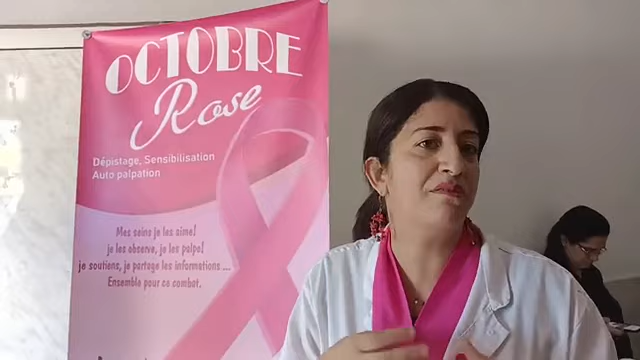 OCTOBRE
Rose
Dépistage, Sensibilisation
Auto palpation
Mes seins je les aime!
je les observe, je les palpe!
je soutiens, je partage les informations ...
Ensemble pour ce combat.